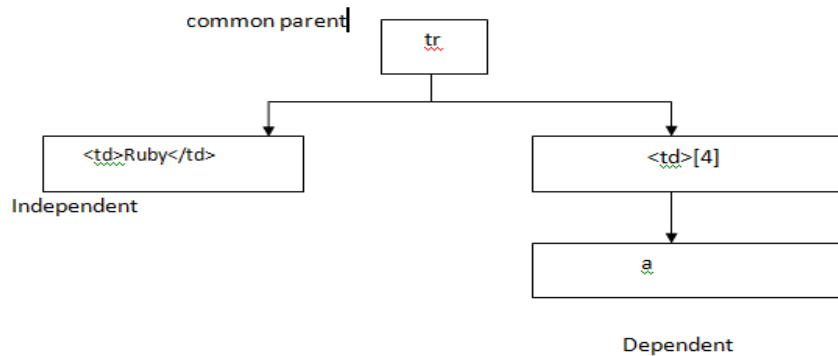 common parent
tr
<td>Ruby</td>
<td>[4]
Independent
a
Dependent